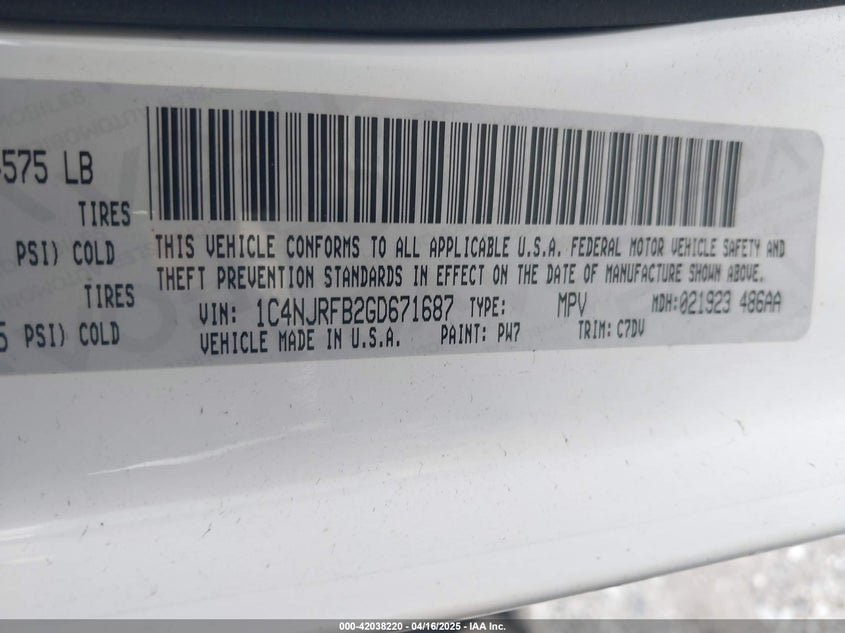 575 LB
TIRES
PSI) COLD
TIRES
5 PSI) COLD
THIS VEHICLE CONFORMS TO ALL APPLICABLE U.S.A. FEDERAL MOTOR VEHICLE SAFETY AND
THEFT PREVENTION STANDARDS IN EFFECT ON THE DATE OF MANUFACTURE SHOWN ABOVE.
VIN: 1C4NJRFB2GD671687 TYPE: MPV MDH:021923 486AA
VEHICLE MADE IN U.S.A. PAINT: PW7 TRIM: C7DV
000-42038220 - 04/16/2025 - IAA Inc.